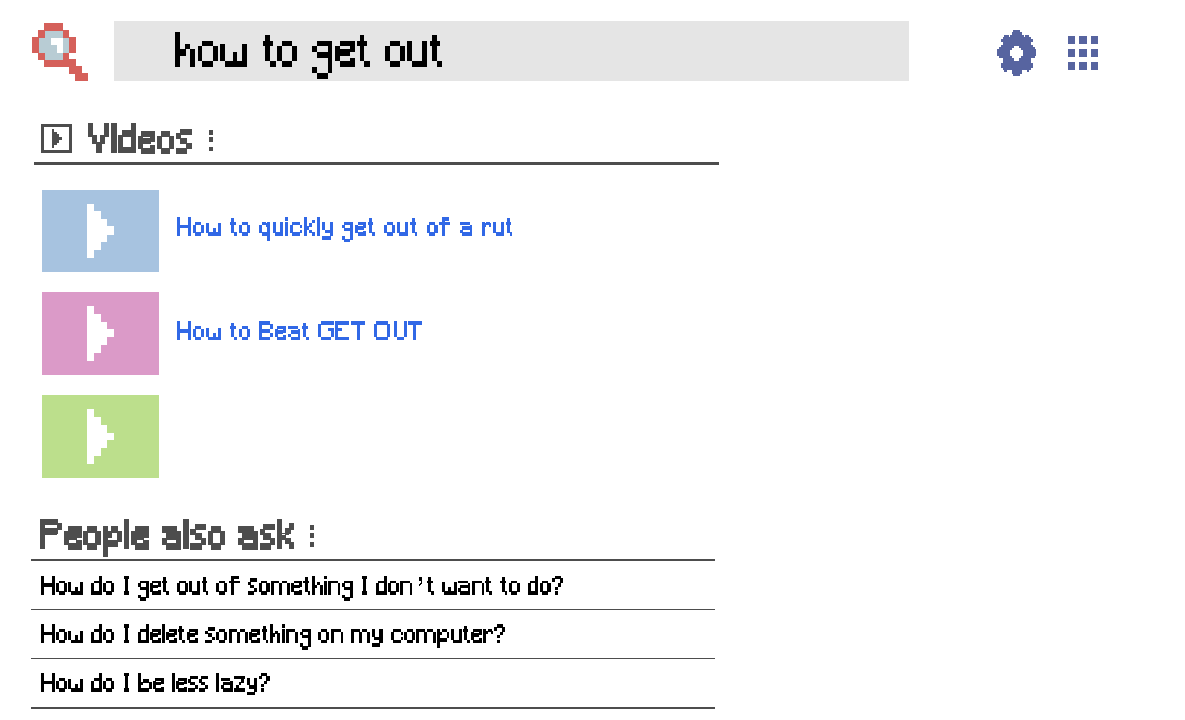 how to get out
Videos :
How to quickly get out of a rut
How to Beat GET OUT
People also ask :
How do I get out of something I don't want to do?
How do I delete something on my computer?
How do I be less lazy?